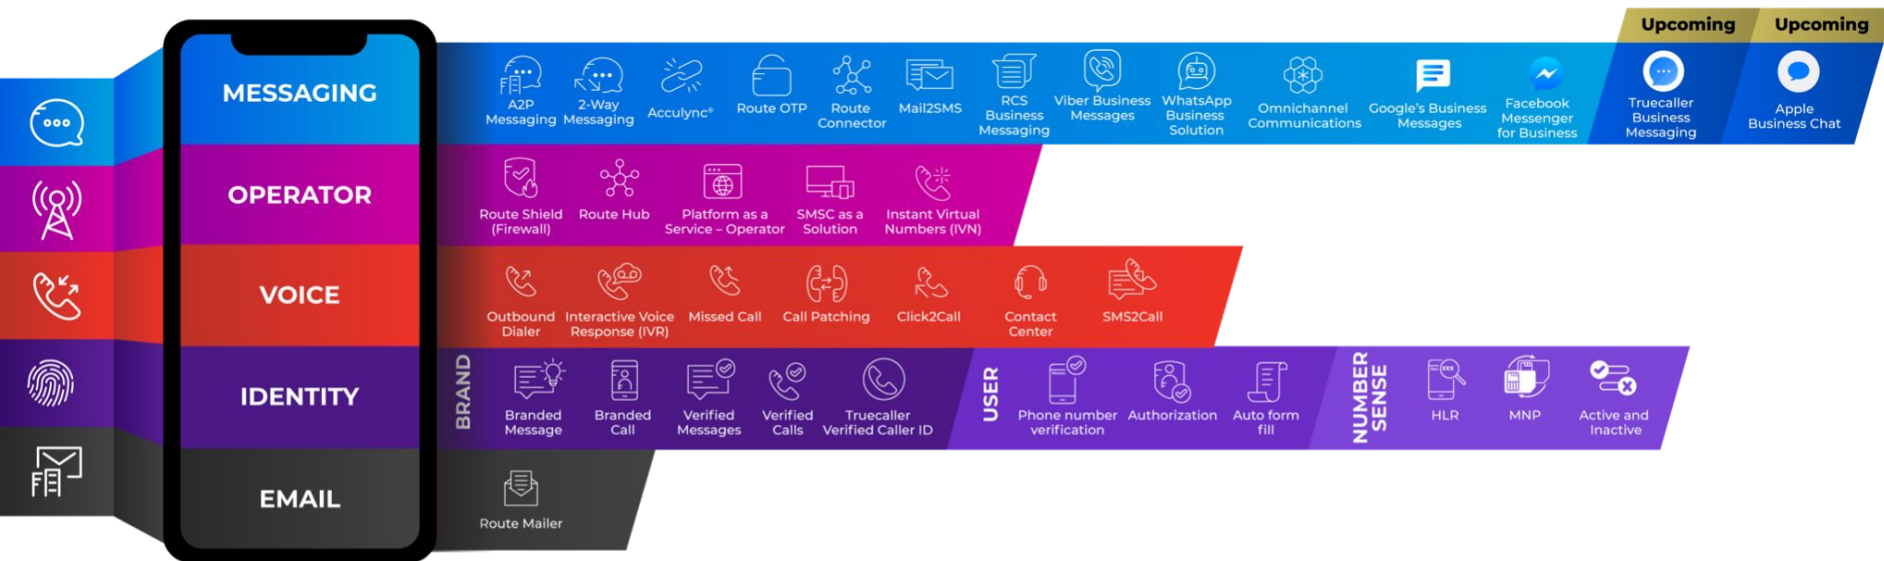 Upcoming
Upcoming
MESSAGING
A2P
Messaging
2-Way
Messaging
Acculync®
Route OTP
Route
Connector
Mail2SMS
RCS
Business
Messaging
Viber Business
Messages
WhatsApp
Business
Solution
Omnichannel
Communications
Google's Business
Messages
Facebook
Messenger
for Business
Truecaller
Business
Messaging
Apple
Business Chat
OPERATOR
Route Shield
(Firewall)
Route Hub
Platform as a
Service – Operator
SMSC as a
Solution
Instant Virtual
Numbers (IVN)
VOICE
Outbound
Dialer
Interactive Voice
Response (IVR)
Missed Call
Call Patching
Click2Call
Contact
Center
SMS2Call
IDENTITY
BRAND
Branded
Message
Branded
Call
Verified
Messages
Verified
Calls
Truecaller
Verified Caller ID
USER
Phone number
verification
Authorization
Auto form
fill
NUMBER
SENSE
XXX
HLR
MNP
Active and
Inactive
EMAIL
Route Mailer